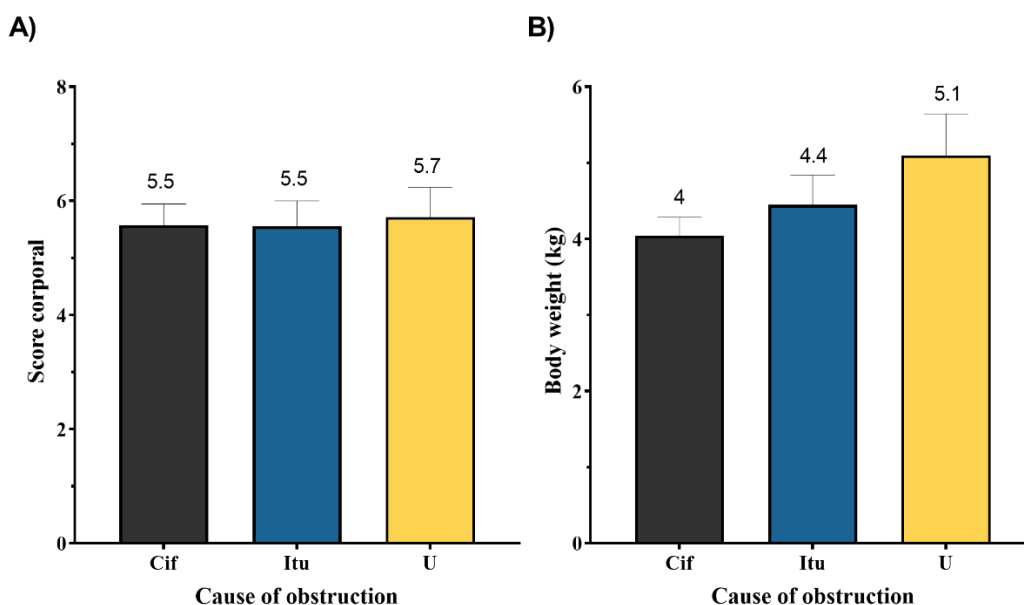 A)
Score corporal
8
6
4
2
0
5.5
5.5
5.7
Cif
Itu
U
Cause of obstruction
B)
Body weight (kg)
6
4
2
0
4
4.4
5.1
Cif
Itu
U
Cause of obstruction